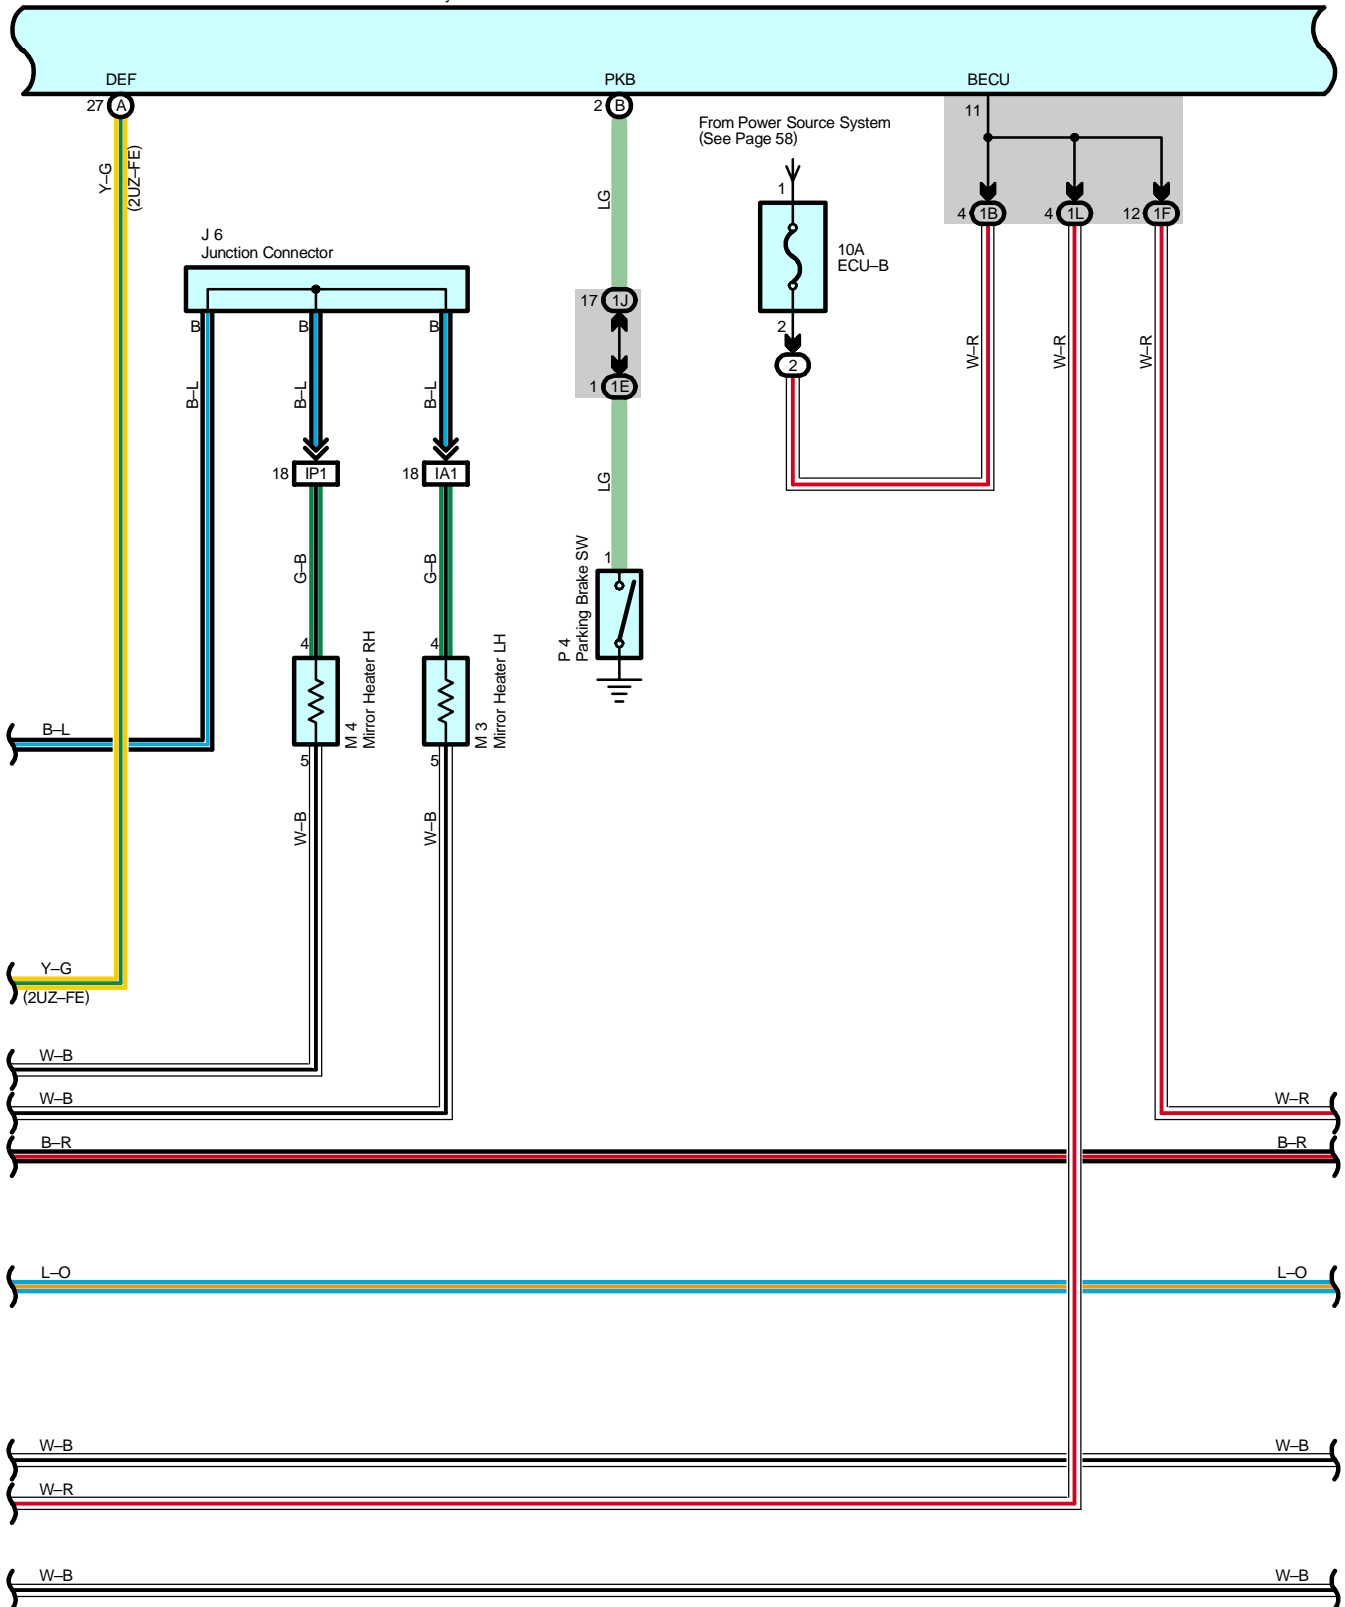 DEF
PKB
BECU
27 A
2 B
11
From Power Source System
(See Page 58)
Y–G
(2UZ–FE)
LG
1
4 1B
4 1L
12 1F
J 6
Junction Connector
10A
ECU–B
17 1J
B
B
B
2
W–R
W–R
W–R
2
B–L
B–L
B–L
1 1E
18 IP1
18 IA1
LG
G–B
G–B
1
P 4
Parking Brake SW
4
4
M 4
Mirror Heater RH
M 3
Mirror Heater LH
B–L
5
5
W–B
W–B
Y–G
(2UZ–FE)
W–B
W–B
W–R
B–R
B–R
L–O
L–O
W–B
W–B
W–R
W–B
W–B